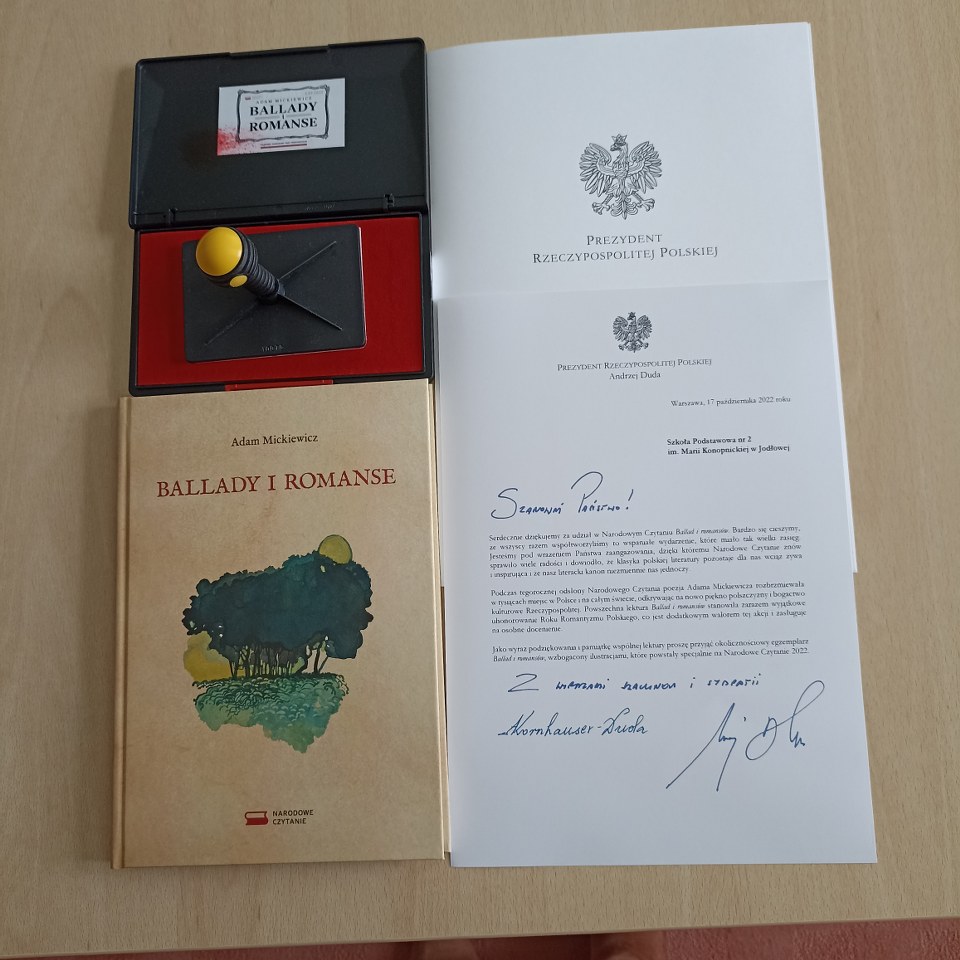 ADAM MICKIEWICZ
BALLADY
I
ROMANSE
PREZYDENT
RZECZYPOSPOLITEJ POLSKIEJ
PREZYDENT RZECZYPOSPOLITEJ POLSKIEJ
Andrzej Duda
Warszawa, 17 października 2022 roku
Szkoła Podstawowa nr 2
im. Marii Konopnickiej w Jodłowej
Szanowni Państwo!
Serdecznie dziękujemy za udział w Narodowym Czytaniu Ballad i romansów. Bardzo się cieszymy,
że wszyscy razem współtworzyliśmy to wspaniałe wydarzenie, które miało tak wielki zasięg.
Jesteśmy pod wrażeniem Państwa zaangażowania, dzięki któremu Narodowe Czytanie znów
sprawiło wiele radości i dowiodło, że klasyka polskiej literatury pozostaje dla nas wciąż żywa
i inspirująca i że nasz literacki kanon niezmiennie nas jednoczy.
Podczas tegorocznej odsłony Narodowego Czytania poezja Adama Mickiewicza rozbrzmiewała
w tysiącach miejsc w Polsce i na całym świecie, odkrywając na nowo piękno polszczyzny i bogactwo
kulturowe Rzeczypospolitej. Powszechna lektura Ballad i romansów stanowiła zarazem wyjątkowe
uhonorowanie Roku Romantyzmu Polskiego, co jest dodatkowym walorem tej akcji i zasługuje
na osobne docenienie.
Jako wyraz podziękowania i pamiątkę wspólnej lektury proszę przyjąć okolicznościowy egzemplarz
Ballad i romansów, wzbogacony ilustracjami, które powstały specjalnie na Narodowe Czytanie 2022.
Z wyrazami szacunku i sympatii
AKornhauser-Duda
Adam Mickiewicz
BALLADY I ROMANSE
NARODOWE
CZYTANIE